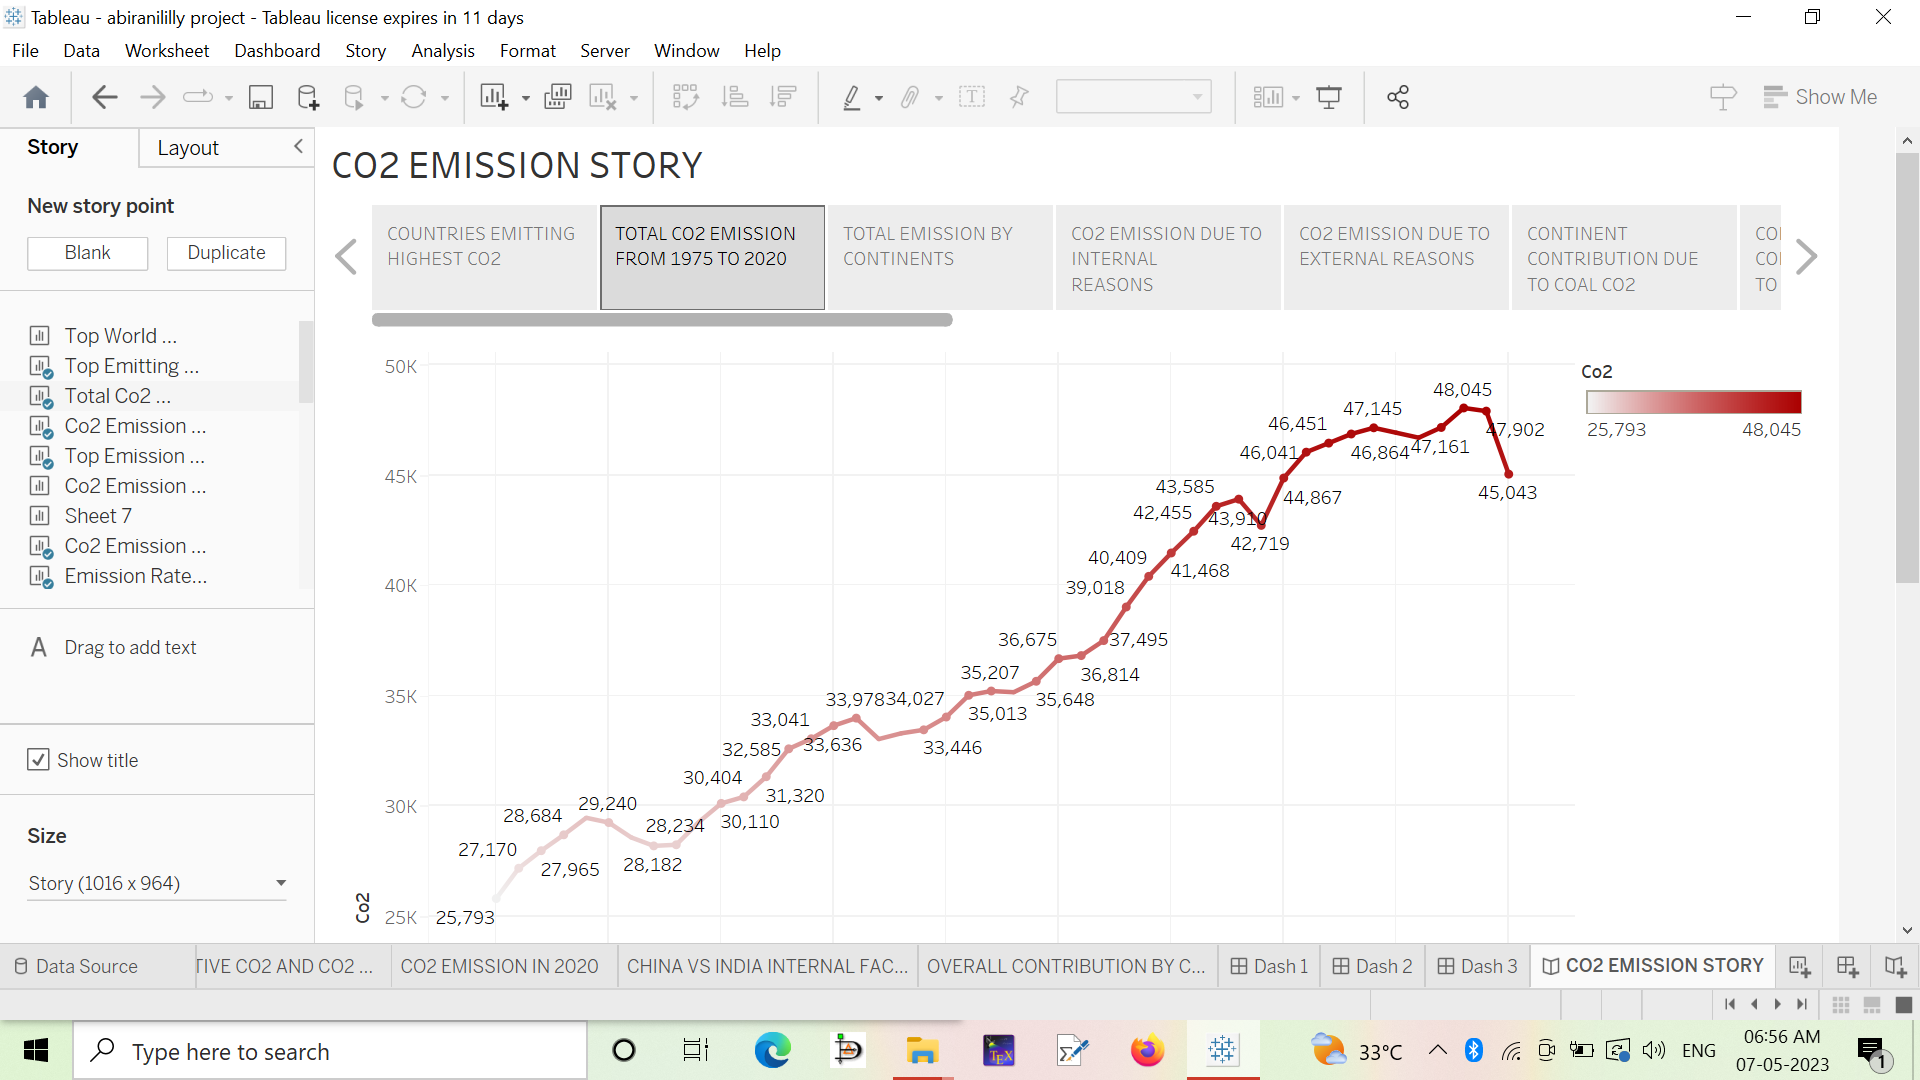 Tableau - abiranililly project - Tableau license expires in 11 days
File Data Worksheet Dashboard Story Analysis Format Server Window Help
Show Me
Story Layout
New story point
Blank Duplicate
Top World ...
Top Emitting ...
Total Co2 ...
Co2 Emission ...
Top Emission ...
Co2 Emission ...
Sheet 7
Co2 Emission ...
Emission Rate...
A Drag to add text
Show title
Size
Story (1016 x 964)
CO2 EMISSION STORY
COUNTRIES EMITTING
HIGHEST CO2
TOTAL CO2 EMISSION
FROM 1975 TO 2020
TOTAL EMISSION BY
CONTINENTS
CO2 EMISSION DUE TO
INTERNAL
REASONS
CO2 EMISSION DUE TO
EXTERNAL REASONS
CONTINENT
CONTRIBUTION DUE
TO COAL CO2
TO
50K
45K
40K
35K
30K
25K
Co2
25,793
27,170
27,965
28,684
29,240
28,182
28,234
30,110
30,404
31,320
32,585
33,041
33,636
33,978
33,446
34,027
35,013
35,207
35,648
36,675
36,814
37,495
39,018
40,409
41,468
42,455
43,585
43,910
42,719
44,867
46,041
46,451
46,864
47,145
47,161
48,045
47,902
45,043
Co2
25,793 48,045
Data Source
TIVE CO2 AND CO2 ...
CO2 EMISSION IN 2020
CHINA VS INDIA INTERNAL FAC...
OVERALL CONTRIBUTION BY C...
Dash 1
Dash 2
Dash 3
CO2 EMISSION STORY
Type here to search
TEX
33°C
ENG
06:56 AM
07-05-2023
1